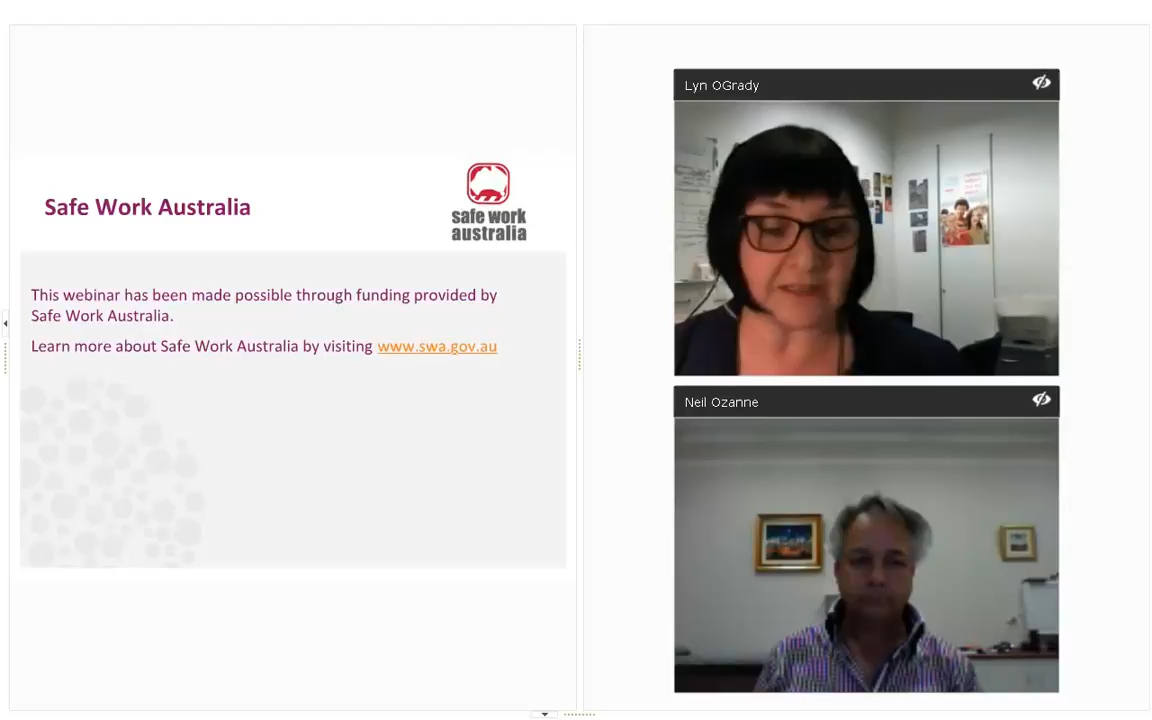 Safe Work Australia
safe work
australia
This webinar has been made possible through funding provided by
Safe Work Australia.
Learn more about Safe Work Australia by visiting www.swa.gov.au
Lyn OGrady
Neil Ozanne